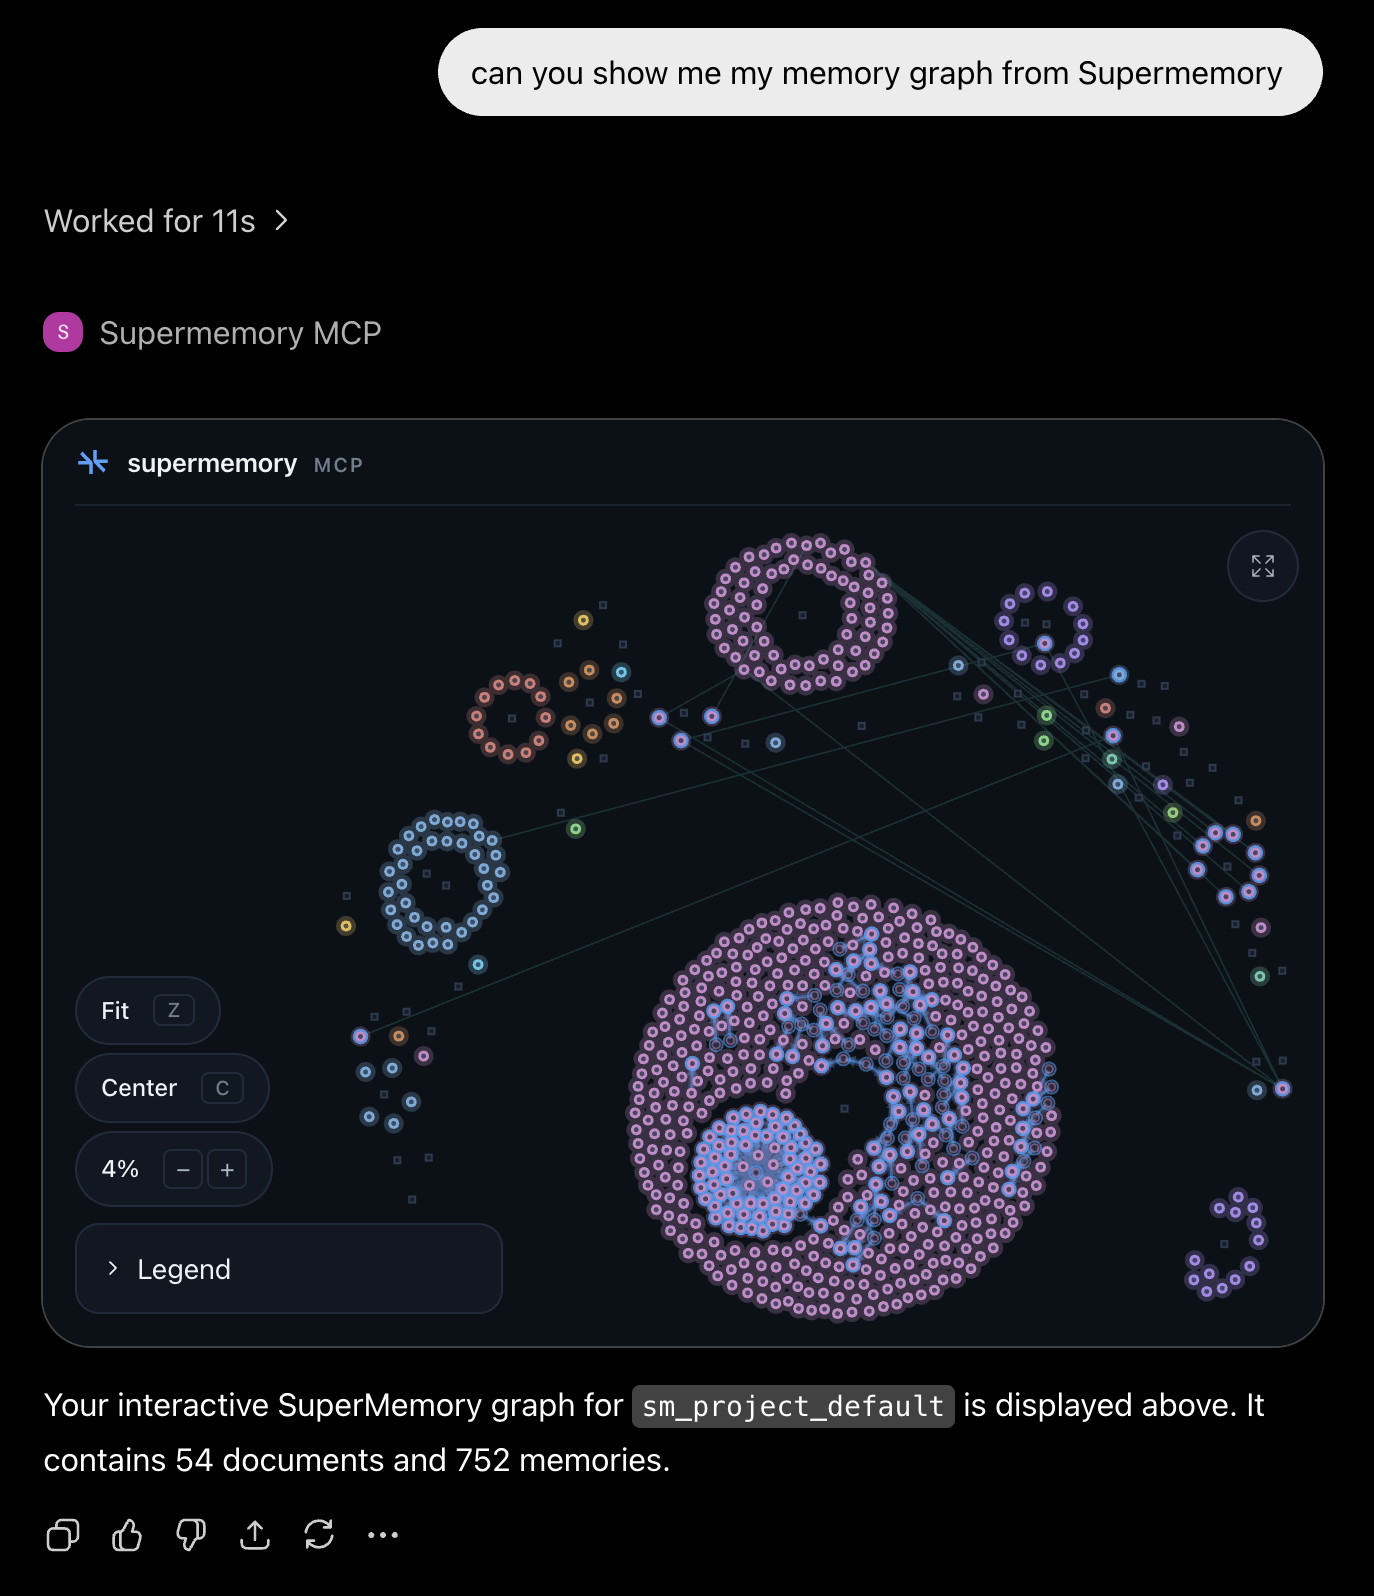 can you show me my memory graph from Supermemory
Worked for 11s
S Supermemory MCP
supermemory MCP
Fit Z
Center C
4% − +
Legend
Your interactive SuperMemory graph for sm_project_default is displayed above. It
contains 54 documents and 752 memories.